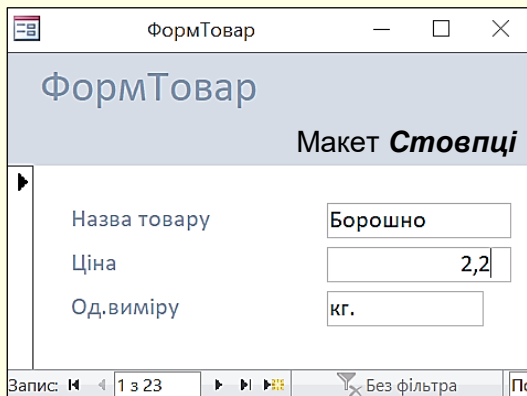 ФормТовар
ФормТовар
Макет Стовпці
Назва товару Борошно
Ціна 2,2
Од.виміру кг.
Запис: 1 з 23 Без фільтра